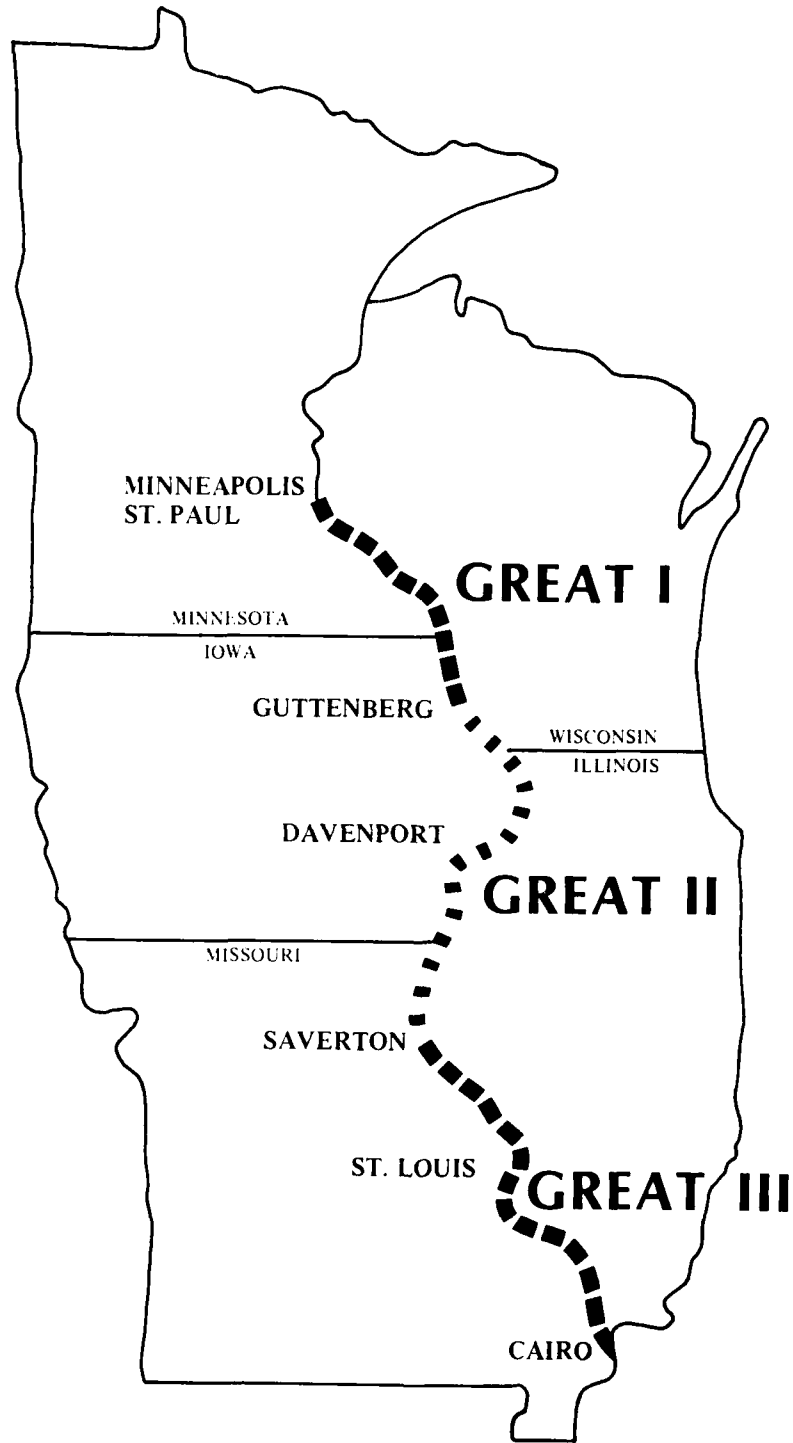 MINNEAPOLIS
ST. PAUL
GREAT I
MINNESOTA
IOWA
GUTTENBERG
WISCONSIN
ILLINOIS
DAVENPORT
GREAT II
MISSOURI
SAVERTON
ST. LOUIS
GREAT III
CAIRO